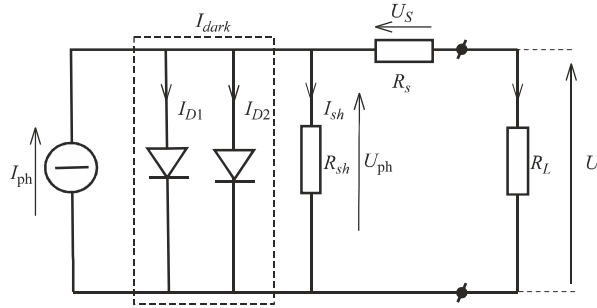 I_dark
U_S
R_s
I_D1
I_D2
I_sh
I_ph
R_sh
U_ph
R_L
U